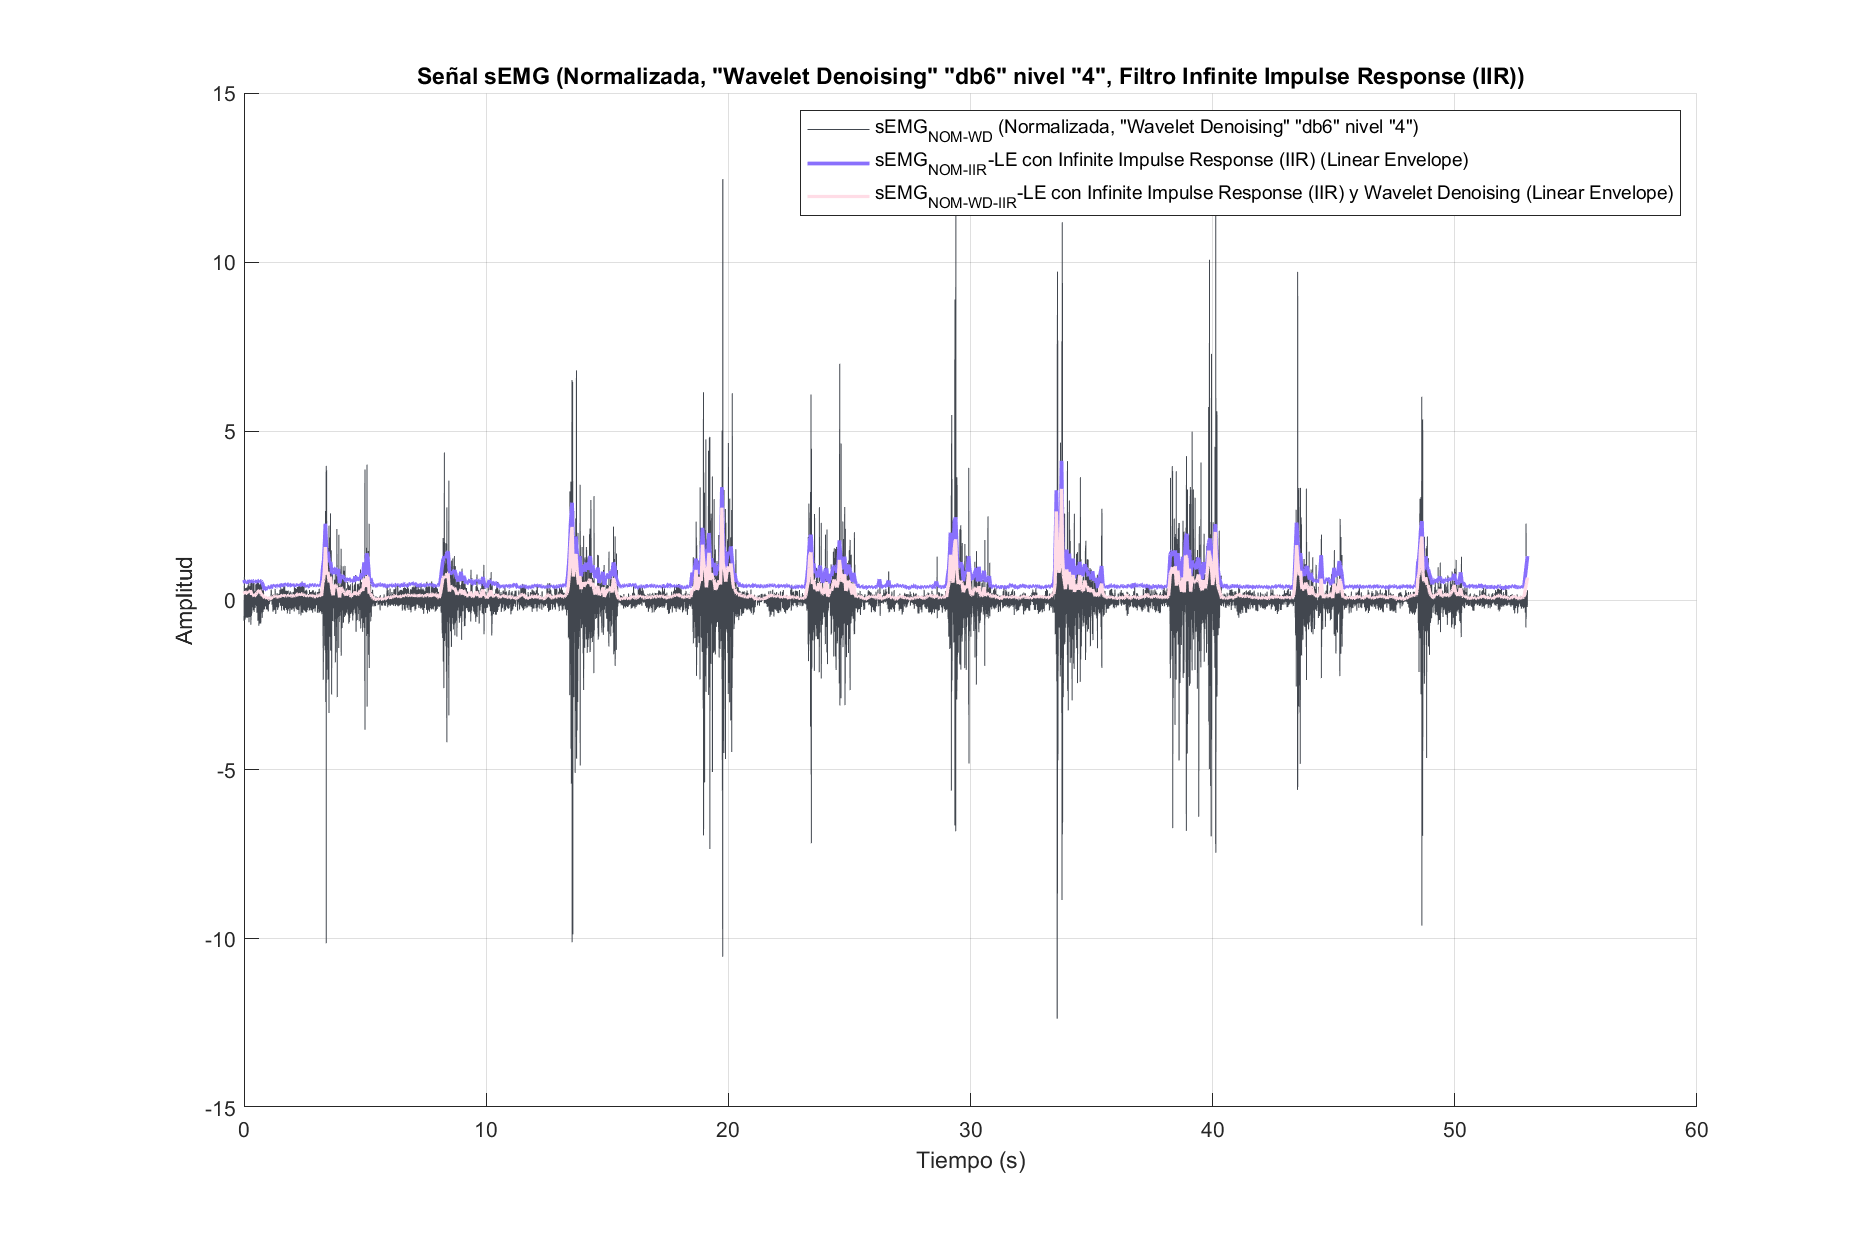 Señal sEMG (Normalizada, "Wavelet Denoising" "db6" nivel "4", Filtro Infinite Impulse Response (IIR))
sEMG_NOM-WD (Normalizada, "Wavelet Denoising" "db6" nivel "4")
sEMG_NOM-IIR-LE con Infinite Impulse Response (IIR) (Linear Envelope)
sEMG_NOM-WD-IIR-LE con Infinite Impulse Response (IIR) y Wavelet Denoising (Linear Envelope)
15
10
5
0
-5
-10
-15
Amplitud
0 10 20 30 40 50 60
Tiempo (s)